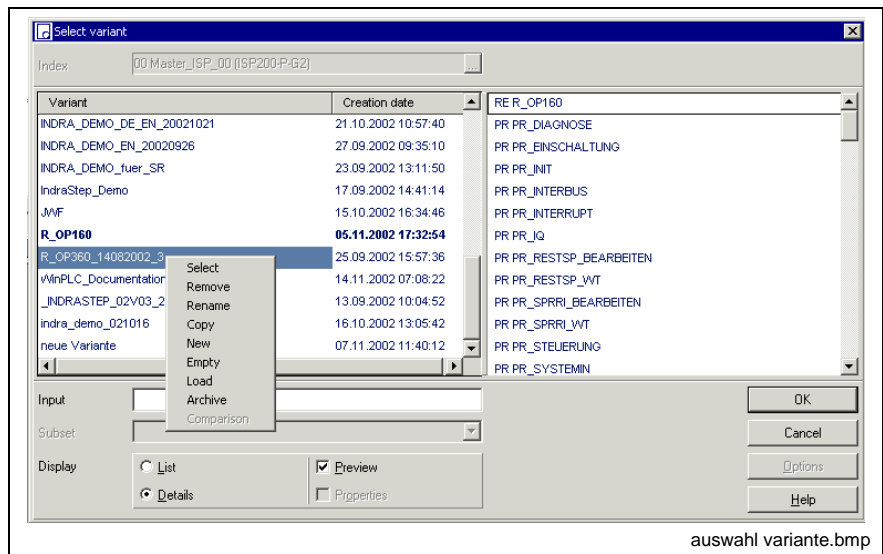 Select variant
Index 00 Master_ISP_00 (ISP200-P-G2) ...
Variant Creation date
INDRA_DEMO_DE_EN_20021021 21.10.2002 10:57:40
INDRA_DEMO_EN_20020926 27.09.2002 09:35:10
INDRA_DEMO_fuer_SR 23.09.2002 13:11:50
IndraStep_Demo 17.09.2002 14:41:14
JWF 15.10.2002 16:34:46
R_OP160 05.11.2002 17:32:54
R_OP360_14082002_3 25.09.2002 15:57:36
WinPLC_Documentation 14.11.2002 07:08:22
_INDRASTEP_02V03_2 13.09.2002 10:04:52
indra_demo_021016 16.10.2002 13:05:42
neue Variante 07.11.2002 11:40:12
Select
Remove
Rename
Copy
New
Empty
Load
Archive
Comparison
RE R_OP160
PR PR_DIAGNOSE
PR PR_EINSCHALTUNG
PR PR_INIT
PR PR_INTERBUS
PR PR_INTERRUPT
PR PR_IQ
PR PR_RESTSP_BEARBEITEN
PR PR_RESTSP_WT
PR PR_SPRRI_BEARBEITEN
PR PR_SPRRI_WT
PR PR_STEUERUNG
PR PR_SYSTEMIN
Input
Subset
Display List Preview
Details Properties
OK
Cancel
Options
Help
auswahl variante.bmp